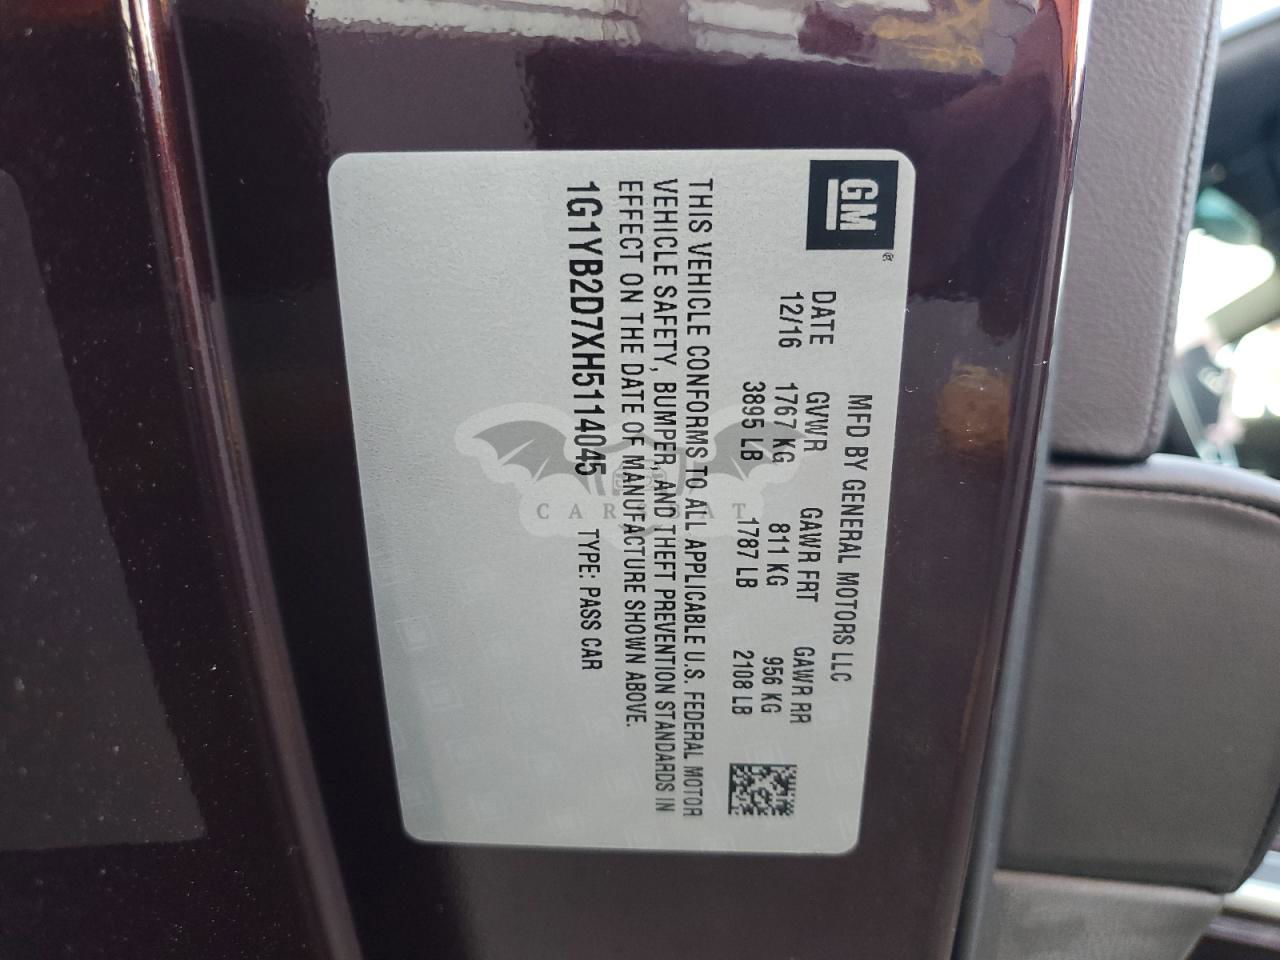 GM
®
MFD BY GENERAL MOTORS LLC
DATE GVWR GAWR FRT GAWR RR
12/16 1767 KG 811 KG 956 KG
3895 LB 1787 LB 2108 LB
THIS VEHICLE CONFORMS TO ALL APPLICABLE U.S. FEDERAL MOTOR
VEHICLE SAFETY, BUMPER, AND THEFT PREVENTION STANDARDS IN
EFFECT ON THE DATE OF MANUFACTURE SHOWN ABOVE.
1G1YB2D7XH5114045 TYPE: PASS CAR